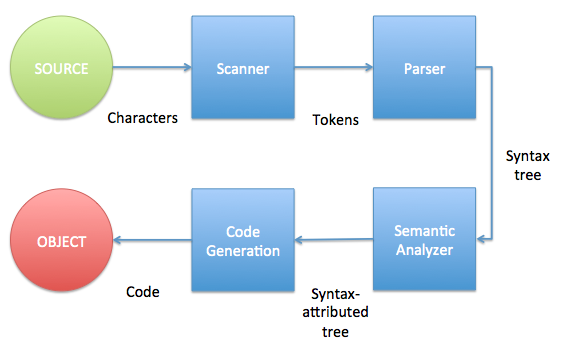 SOURCE
Scanner
Parser
Characters
Tokens
Syntax
tree
OBJECT
Code
Generation
Semantic
Analyzer
Code
Syntax-
attributed
tree